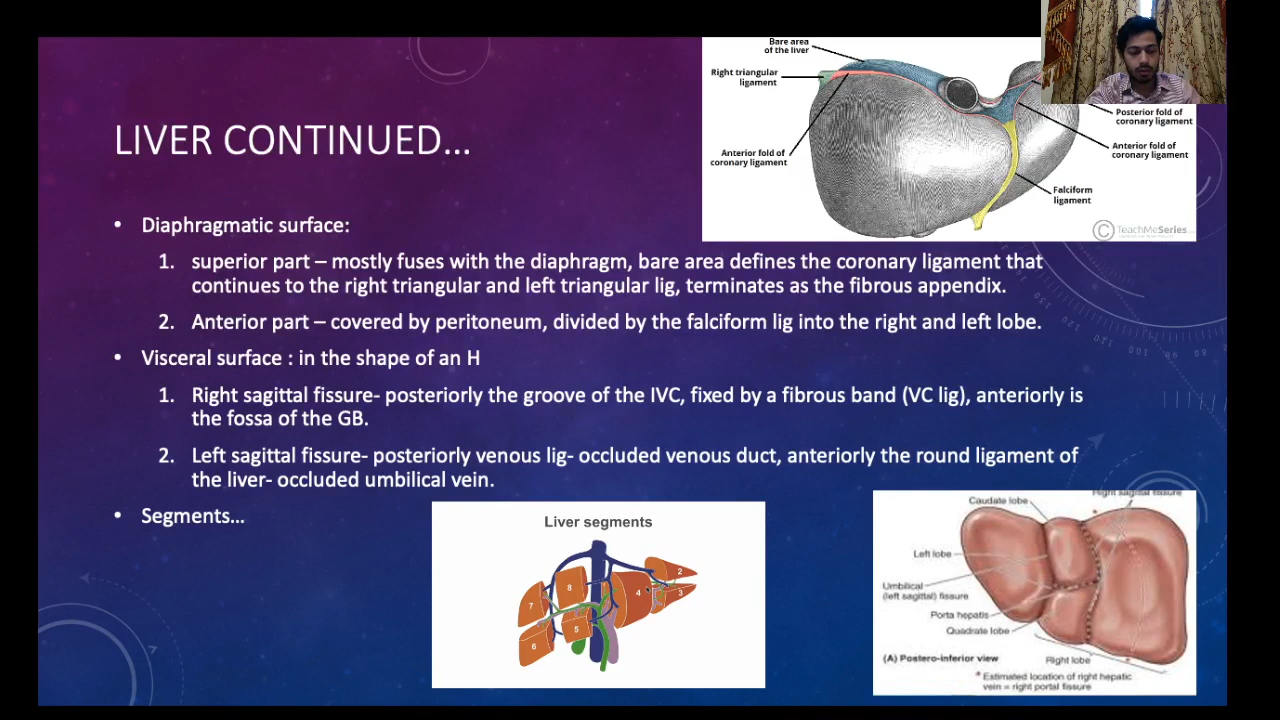 LIVER CONTINUED...
• Diaphragmatic surface:
1. superior part – mostly fuses with the diaphragm, bare area defines the coronary ligament that
continues to the right triangular and left triangular lig, terminates as the fibrous appendix.
2. Anterior part – covered by peritoneum, divided by the falciform lig into the right and left lobe.
• Visceral surface : in the shape of an H
1. Right sagittal fissure- posteriorly the groove of the IVC, fixed by a fibrous band (VC lig), anteriorly is
the fossa of the GB.
2. Left sagittal fissure- posteriorly venous lig- occluded venous duct, anteriorly the round ligament of
the liver- occluded umbilical vein.
• Segments...
Bare area
of the liver
Right triangular
ligament
Anterior fold of
coronary ligament
Posterior fold of
coronary ligament
Anterior fold of
coronary ligament
Falciform
ligament
© TeachMeSeries
Liver segments
2
3
4
8
7
5
6
Right sagittal fissure
Caudate lobe
Left lobe
Umbilical
(left sagittal) fissure
Porta hepatis
Quadrate lobe
(A) Postero-inferior view
Right lobe
* Estimated location of right hepatic
vein = right portal fissure